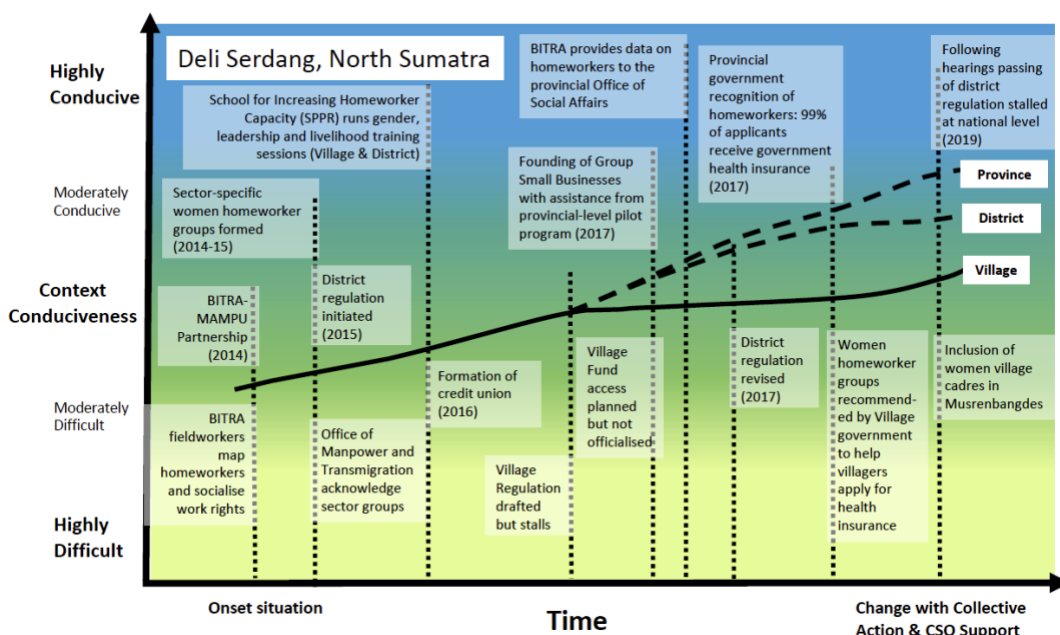 Deli Serdang, North Sumatra
Highly
Conducive
Moderately
Conducive
Context
Conduciveness
Moderately
Difficult
Highly
Difficult
School for Increasing Homeworker
Capacity (SPPR) runs gender,
leadership and livelihood training
sessions (Village & District)
Sector-specific
women homeworker
groups formed
(2014-15)
BITRA-
MAMPU
Partnership
(2014)
District
regulation
initiated
(2015)
BITRA
fieldworkers
map
homeworkers
and socialise
work rights
Office of
Manpower and
Transmigration
acknowledge
sector groups
Formation of
credit union
(2016)
Village
Regulation
drafted
but stalls
BITRA provides data on
homeworkers to the
provincial Office of
Social Affairs
Founding of Group
Small Businesses
with assistance from
provincial-level pilot
program (2017)
Village
Fund
access
planned
but not
officialised
Provincial
government
recognition of
homeworkers: 99%
of applicants
receive government
health insurance
(2017)
District
regulation
revised
(2017)
Women
homeworker
groups
recommend-
ed by Village
government
to help
villagers
apply for
health
insurance
Following
hearings passing
of district
regulation stalled
at national level
(2019)
Province
District
Village
Inclusion of
women village
cadres in
Musrenbangdes
Onset situation
Time
Change with Collective
Action & CSO Support